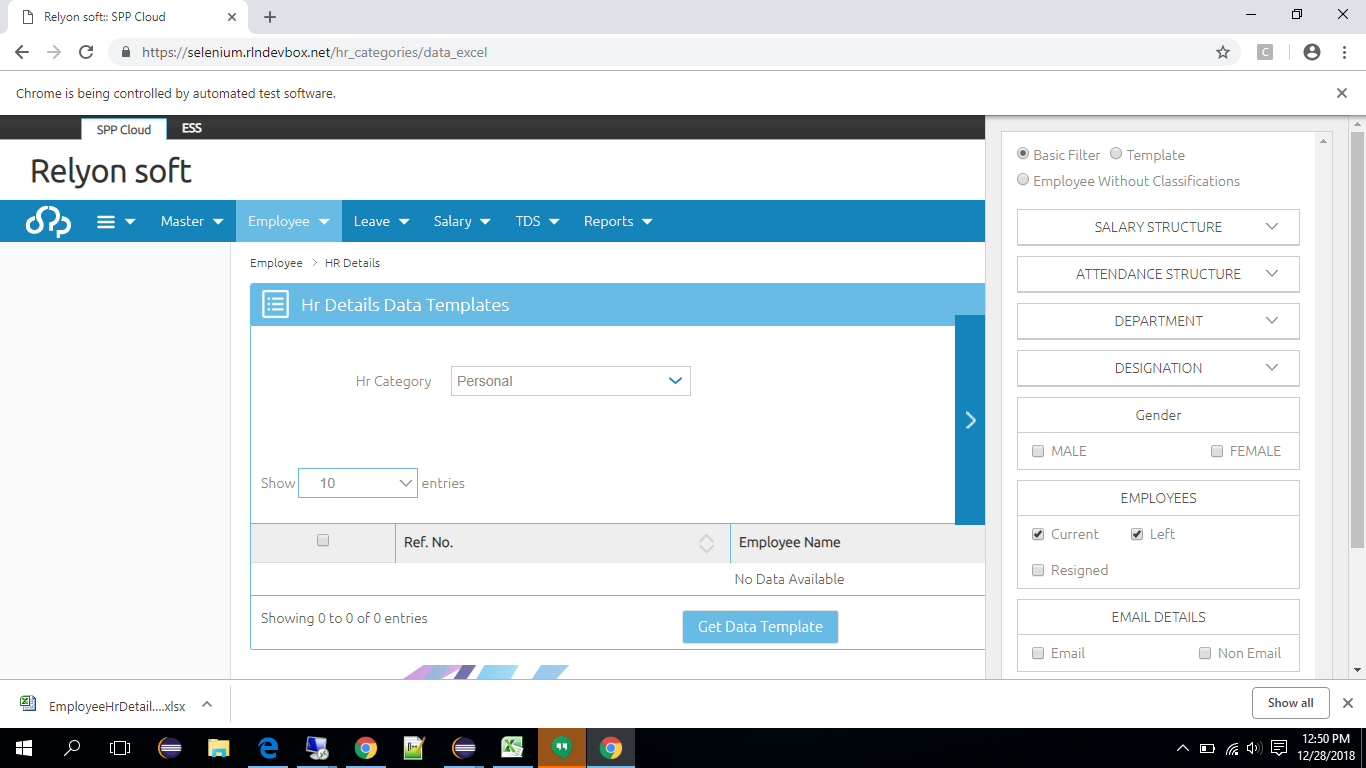 Relyon soft:: SPP Cloud
https://selenium.rlndevbox.net/hr_categories/data_excel
C
Chrome is being controlled by automated test software.
SPP Cloud ESS
Relyon soft
Master Employee Leave Salary TDS Reports
Employee HR Details
Hr Details Data Templates
Hr Category Personal
Show 10 entries
Ref. No. Employee Name
No Data Available
Showing 0 to 0 of 0 entries
Get Data Template
Basic Filter Template
Employee Without Classifications
SALARY STRUCTURE
ATTENDANCE STRUCTURE
DEPARTMENT
DESIGNATION
Gender
MALE FEMALE
EMPLOYEES
Current Left
Resigned
EMAIL DETAILS
Email Non Email
EmployeeHrDetail....xlsx
Show all
12:50 PM
12/28/2018